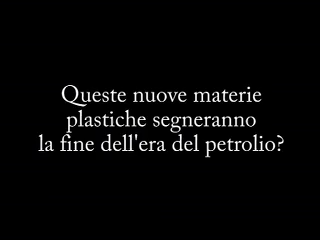 Queste nuove materie
plastiche segneranno
la fine dell'era del petrolio?